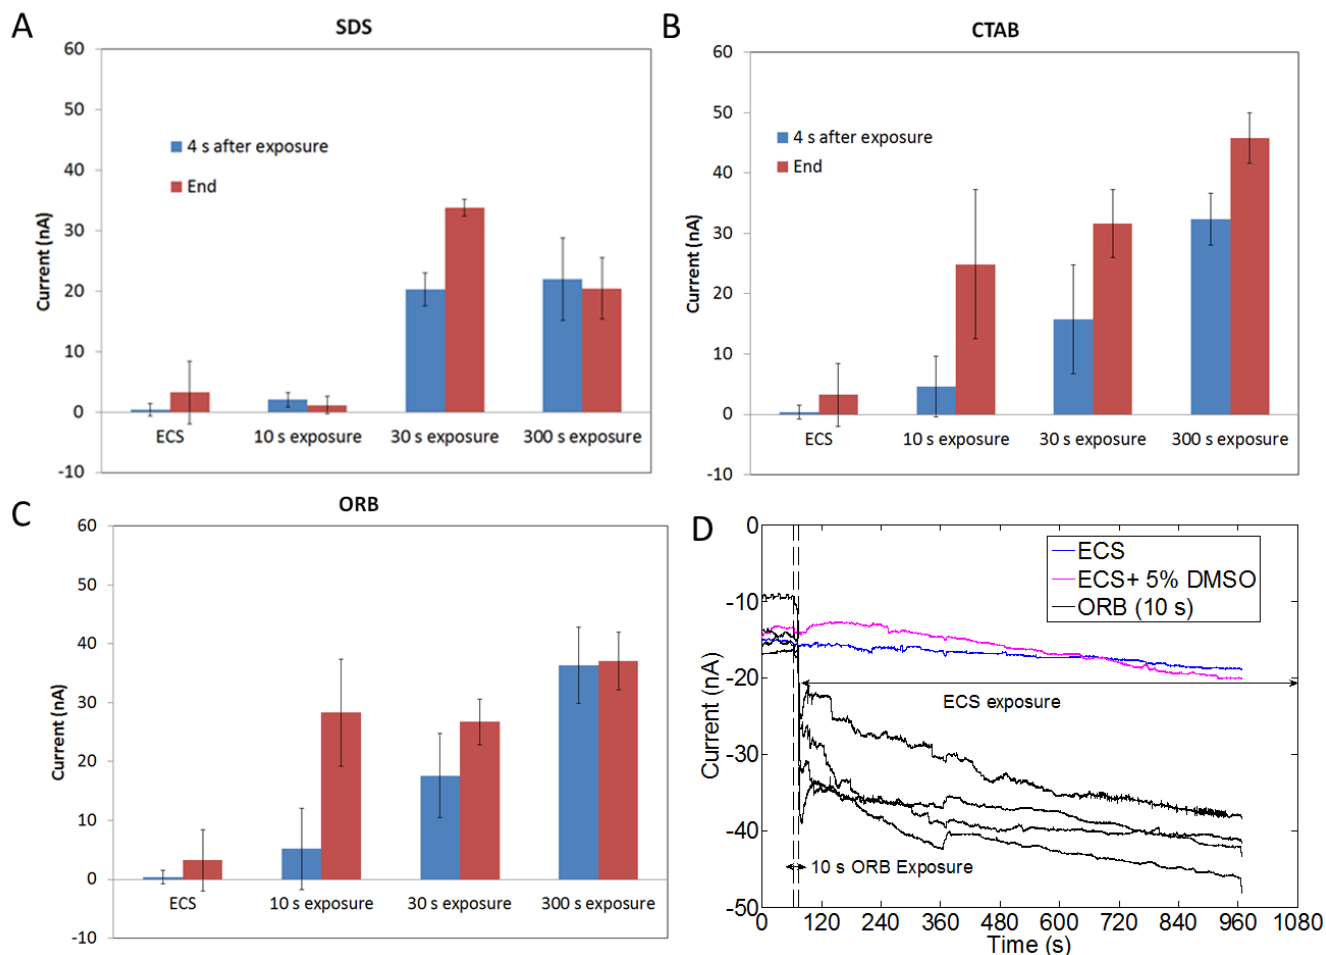 A
SDS
60
50
40
30
20
10
0
-10
Current (nA)
4 s after exposure
End
ECS
10 s exposure
30 s exposure
300 s exposure
B
CTAB
60
50
40
30
20
10
0
-10
Current (nA)
4 s after exposure
End
ECS
10 s exposure
30 s exposure
300 s exposure
C
ORB
60
50
40
30
20
10
0
-10
Current (nA)
ECS
10 s exposure
30 s exposure
300 s exposure
D
0
-10
-20
-30
-40
-50
Current (nA)
ECS
ECS+ 5% DMSO
ORB (10 s)
ECS exposure
10 s ORB Exposure
0
120
240
360
480
600
720
840
960
1080
Time (s)